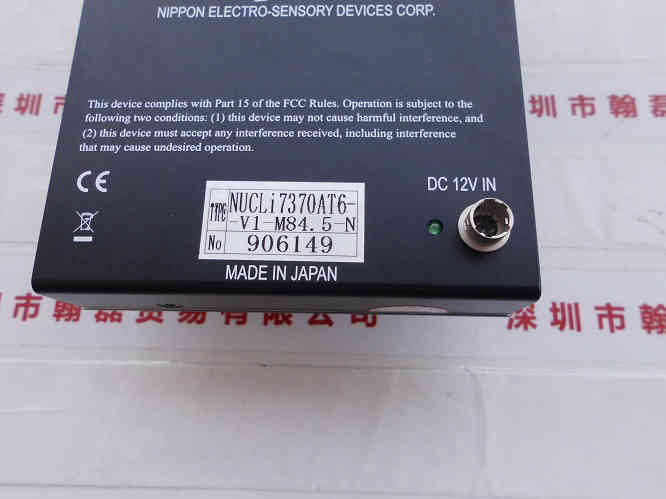 NIPPON ELECTRO-SENSORY DEVICES CORP.
This device complies with Part 15 of the FCC Rules. Operation is subject to the
following two conditions: (1) this device may not cause harmful interference, and
(2) this device must accept any interference received, including interference
that may cause undesired operation.
深圳市翰磊
CE
DC 12V IN
TYPE NUCLi7370AT6-
-V1-M84.5-N
No 906149
MADE IN JAPAN
市翰磊贸易有限公司
深圳市翰